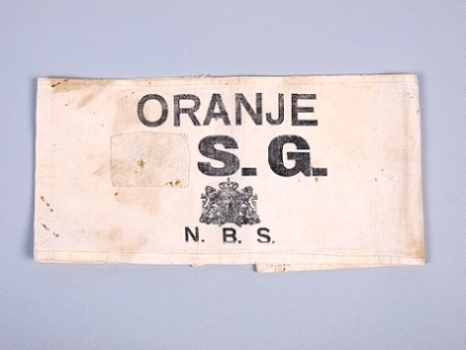 ORANJE
S. G.
N. B. S.